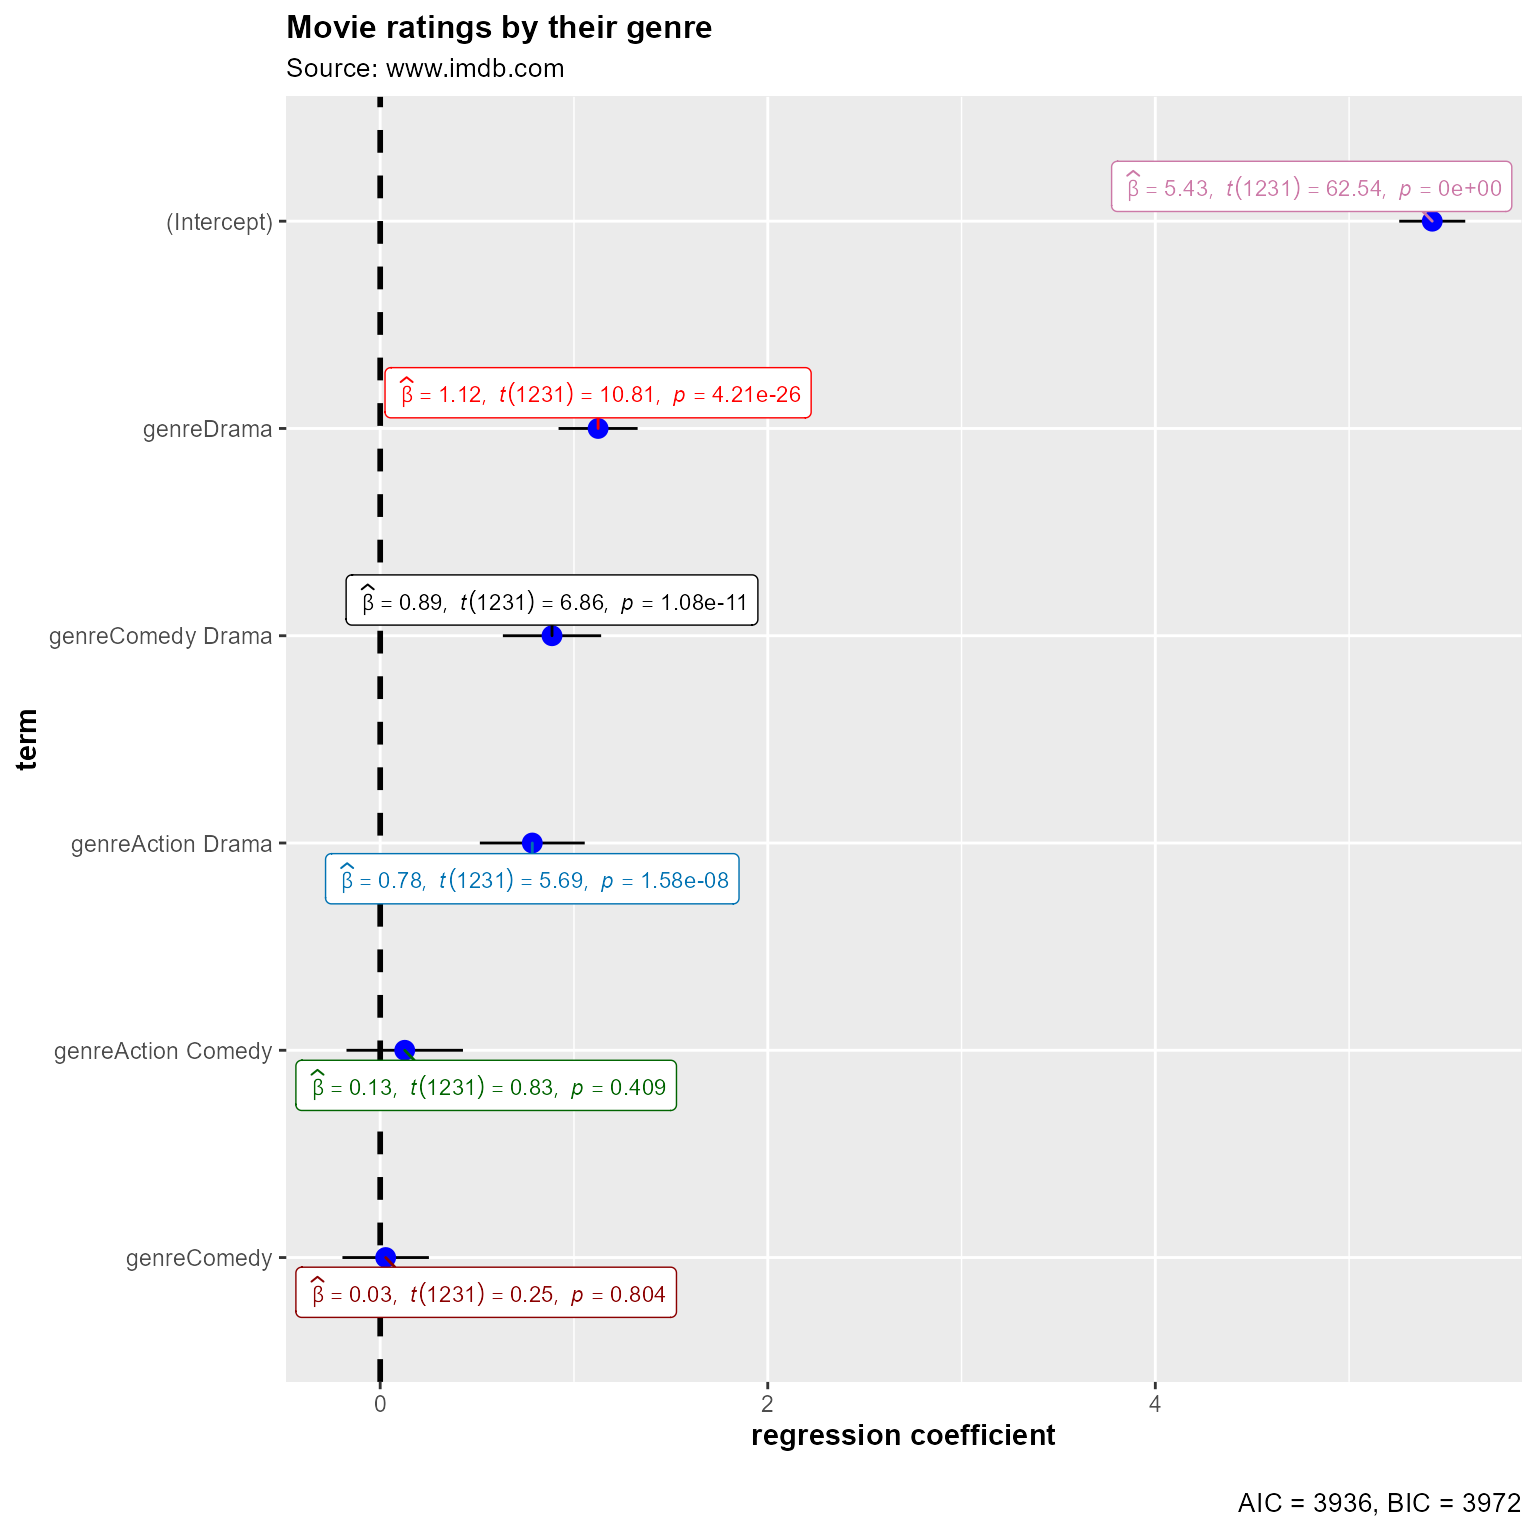 Movie ratings by their genre
Source: www.imdb.com
(Intercept)
β̂ = 5.43, t(1231) = 62.54, p = 0e+00
genreDrama
β̂ = 1.12, t(1231) = 10.81, p = 4.21e-26
genreComedy Drama
β̂ = 0.89, t(1231) = 6.86, p = 1.08e-11
term
genreAction Drama
β̂ = 0.78, t(1231) = 5.69, p = 1.58e-08
genreAction Comedy
β̂ = 0.13, t(1231) = 0.83, p = 0.409
genreComedy
β̂ = 0.03, t(1231) = 0.25, p = 0.804
0 2 4
regression coefficient
AIC = 3936, BIC = 3972